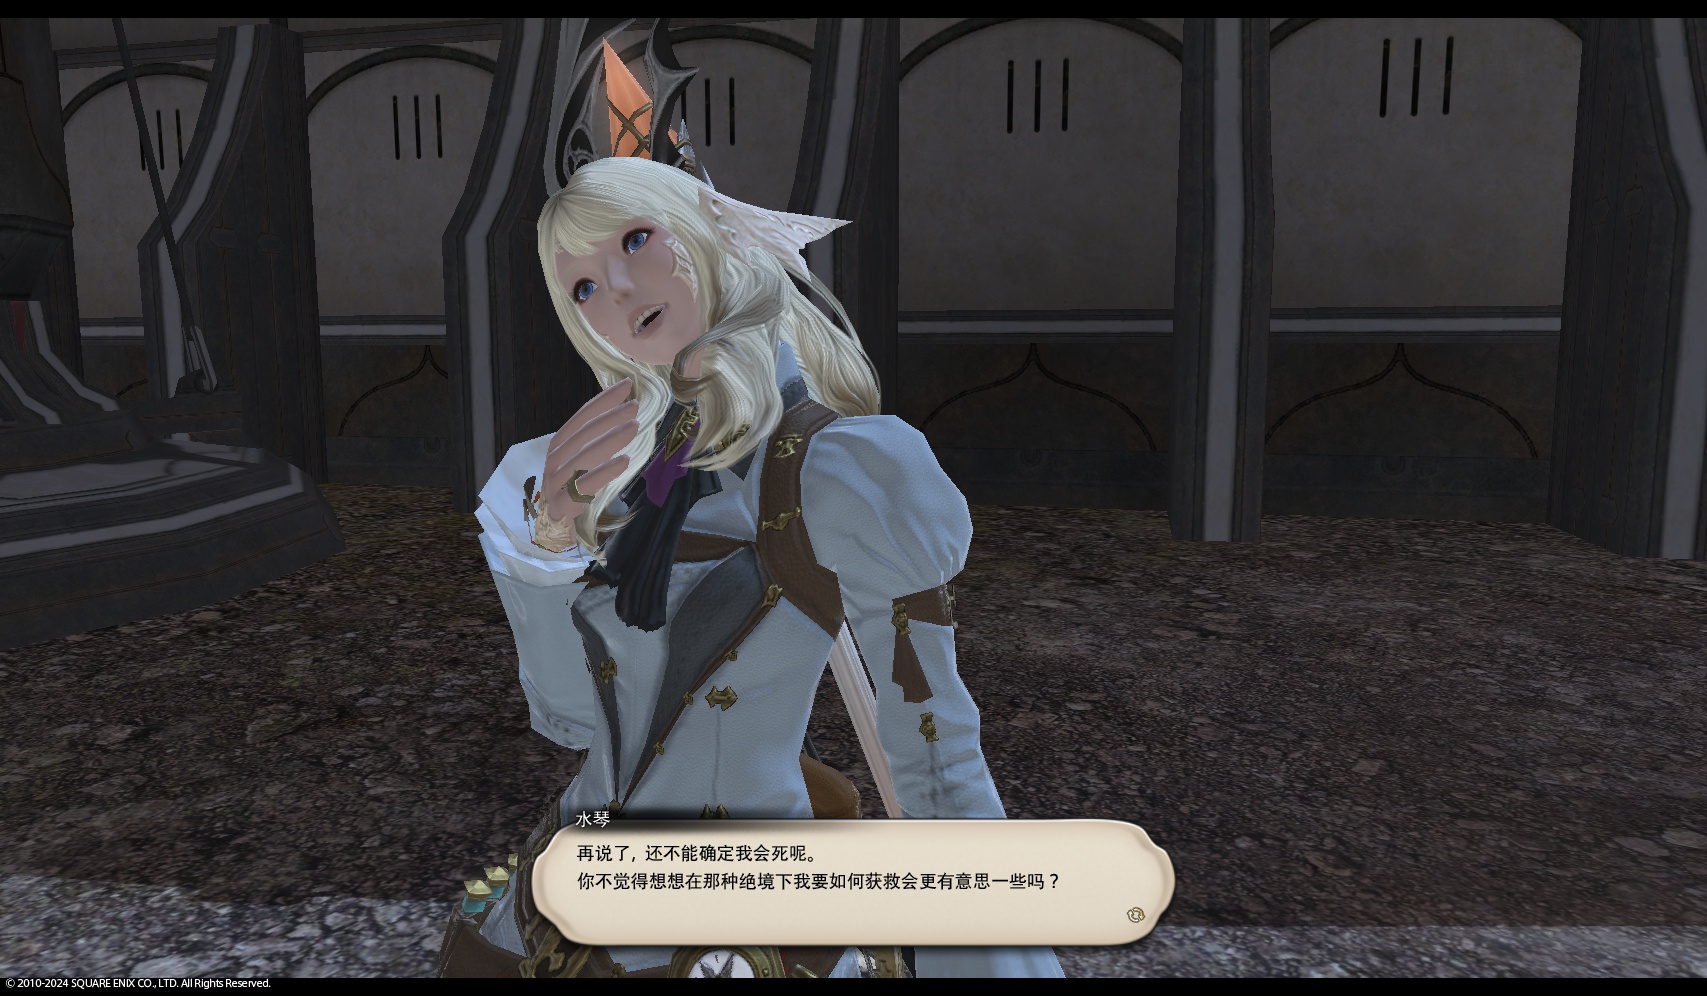 水琴
再说了，还不能确定我会死呢。
你不觉得想想在那种绝境下我要如何获救会更有意思一些吗？
© 2010-2024 SQUARE ENIX CO., LTD. All Rights Reserved.